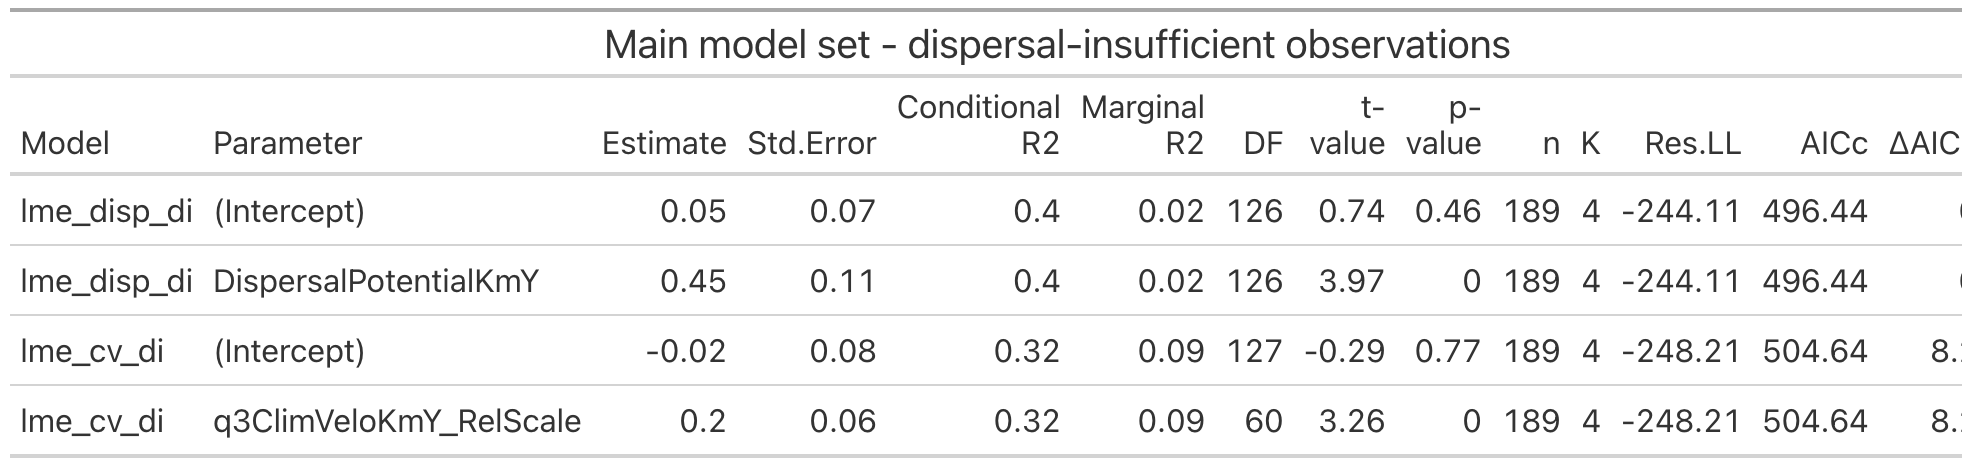 Main model set - dispersal-insufficient observations
Conditional Marginal t- p-
Model Parameter Estimate Std.Error R2 R2 DF value value n K Res.LL AICc ΔAIC
lme_disp_di (Intercept) 0.05 0.07 0.4 0.02 126 0.74 0.46 189 4 -244.11 496.44
lme_disp_di DispersalPotentialKmY 0.45 0.11 0.4 0.02 126 3.97 0 189 4 -244.11 496.44
lme_cv_di (Intercept) -0.02 0.08 0.32 0.09 127 -0.29 0.77 189 4 -248.21 504.64 8.
lme_cv_di q3ClimVeloKmY_RelScale 0.2 0.06 0.32 0.09 60 3.26 0 189 4 -248.21 504.64 8.